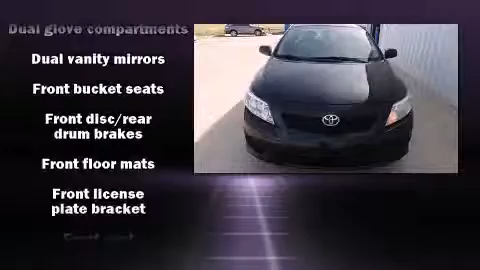 Dual glove compartments
Dual vanity mirrors
Front bucket seats
Front disc/rear
drum brakes
Front floor mats
Front license
plate bracket